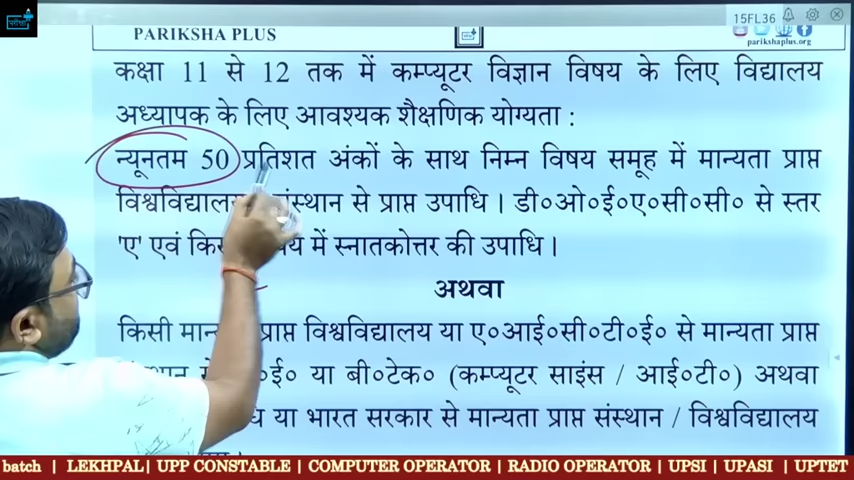 परीक्षा
15FL36
PARIKSHA PLUS
parikshaplus.org
कक्षा 11 से 12 तक में कम्प्यूटर विज्ञान विषय के लिए विद्यालय
अध्यापक के लिए आवश्यक शैक्षणिक योग्यता :
न्यूनतम 50 प्रतिशत अंकों के साथ निम्न विषय समूह में मान्यता प्राप्त
संस्थान से प्राप्त उपाधि। डी०ओ०ई०ए०सी०सी० से स्तर
'ए' एवं में स्नातकोत्तर की उपाधि।
अथवा
किसी प्राप्त विश्वविद्यालय या ए०आई०सी०टी०ई० से मान्यता प्राप्त
या बी०टेक० (कम्प्यूटर साइंस / आई०टी०) अथवा
या भारत सरकार से मान्यता प्राप्त संस्थान / विश्वविद्यालय
batch | LEKHPAL| UPP CONSTABLE | COMPUTER OPERATOR | RADIO OPERATOR | UPSI | UPASI | UPTET